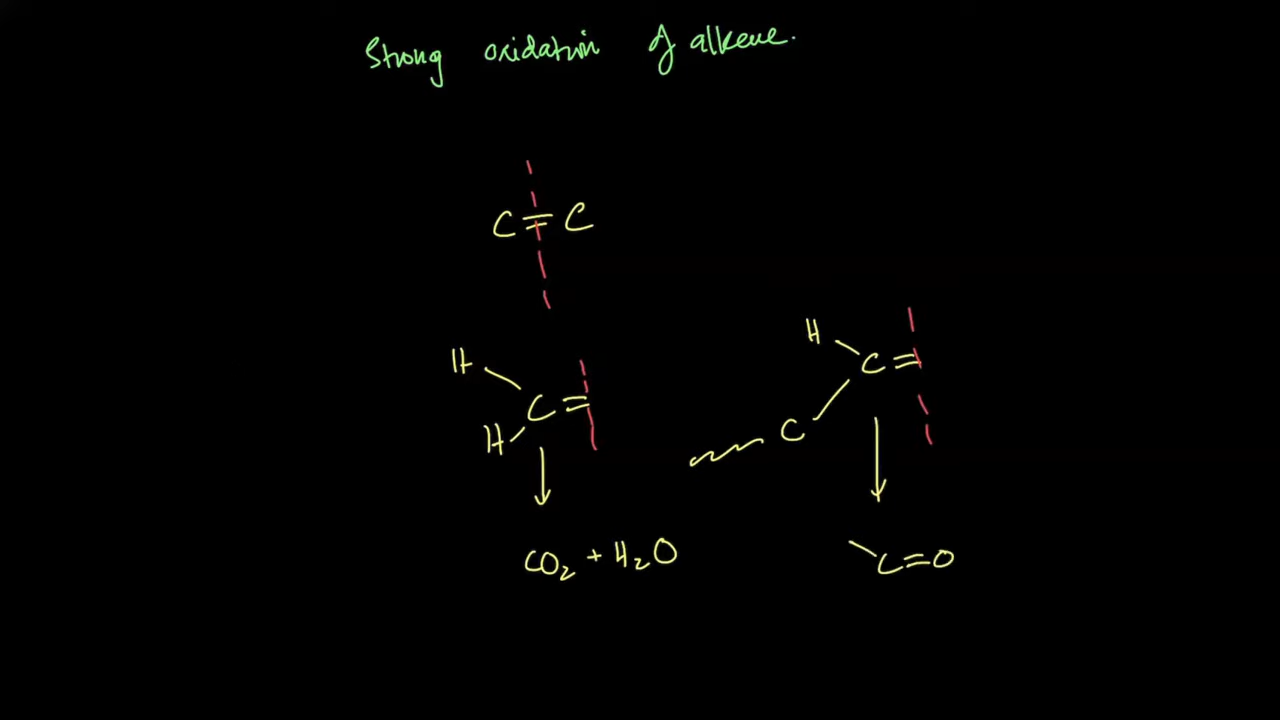 Strong oxidation of alkene.
C = C
H
H C =
CO₂ + H₂O
H
C =
C
C = O